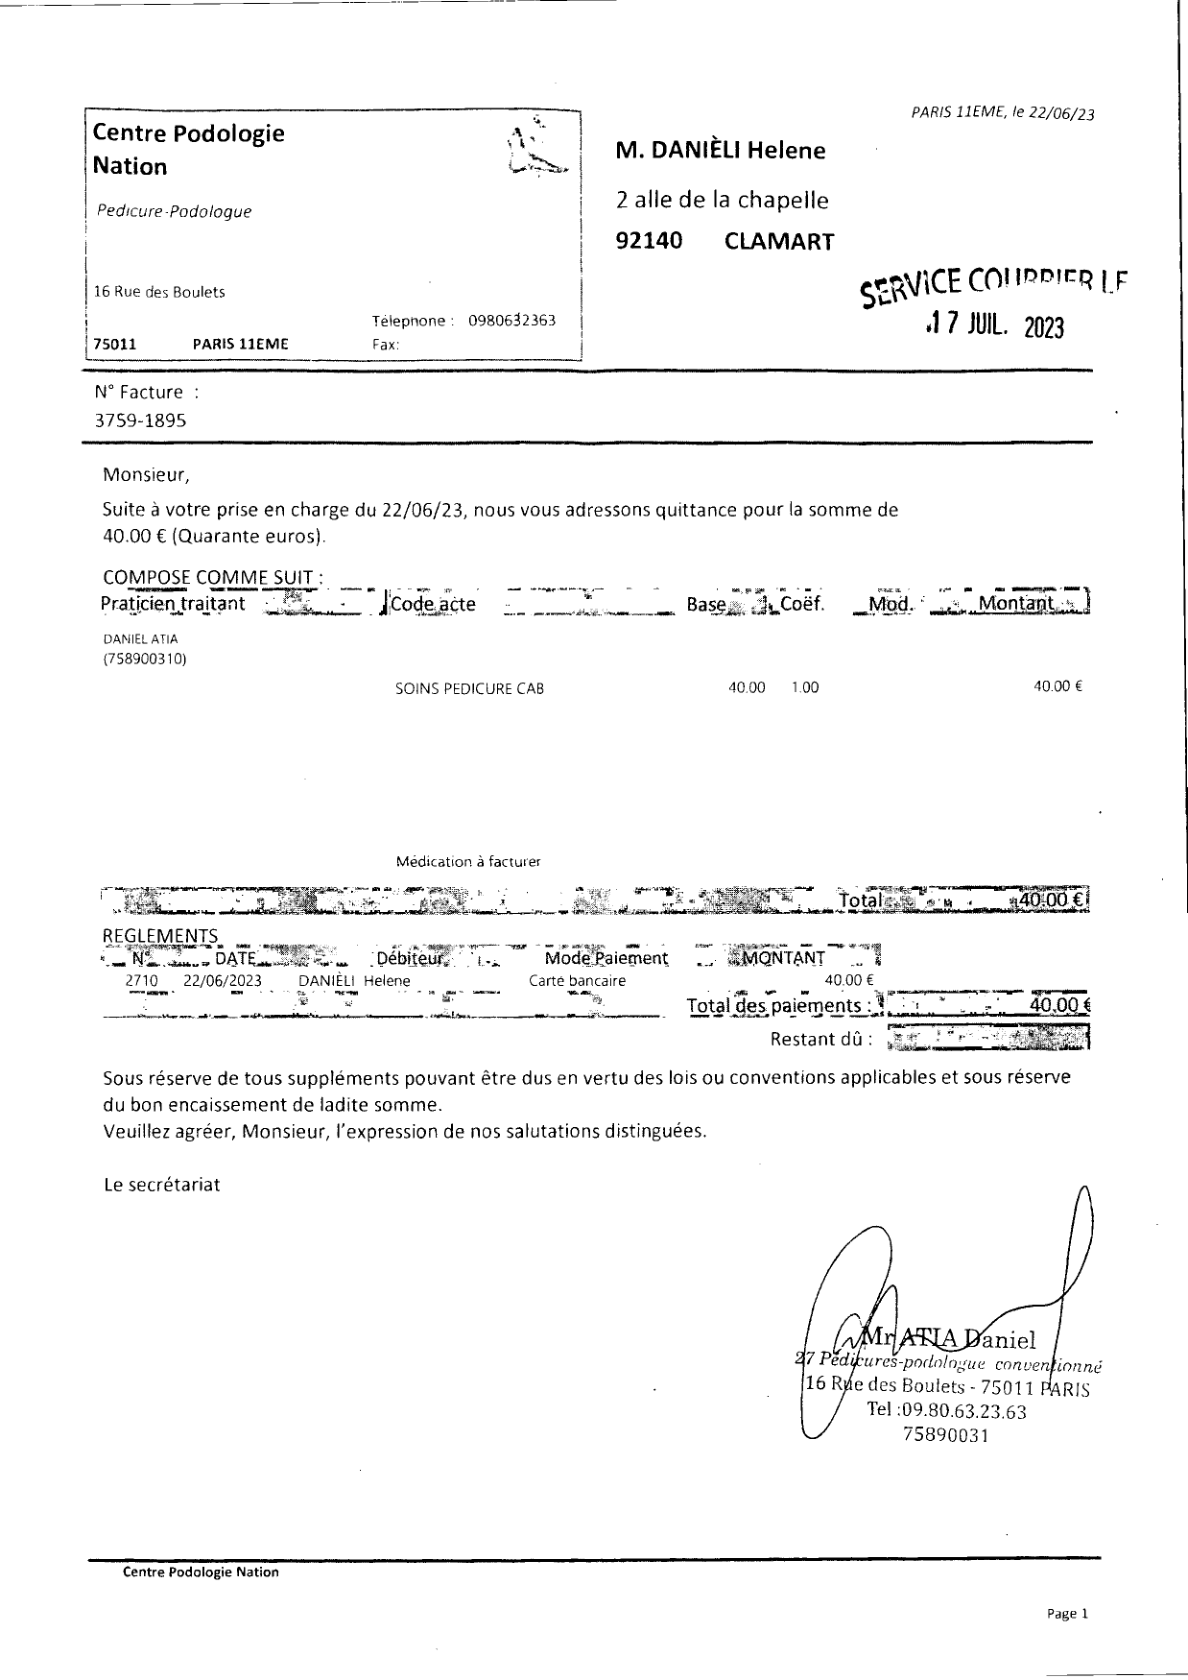 PARIS 11EME, le 22/06/23
Centre Podologie
Nation
Pedicure-Podologue
16 Rue des Boulets
Télephone : 0980632363
75011 PARIS 11EME Fax:
M. DANIÈLI Helene
2 alle de la chapelle
92140 CLAMART
SERVICE COURRIER LE
17 JUIL. 2023
N° Facture :
3759-1895
Monsieur,
Suite à votre prise en charge du 22/06/23, nous vous adressons quittance pour la somme de
40.00 € (Quarante euros).
COMPOSE COMME SUIT :
Praticien traitant Code acte Base Coëf. Mod. Montant
DANIEL ATIA
(758900310)
SOINS PEDICURE CAB 40.00 1.00 40.00 €
Médication à facturer
Total 40.00 €
REGLEMENTS
N° DATE Débiteur Mode Paiement MONTANT
2710 22/06/2023 DANIÈLI Helene Carte bancaire 40.00 €
Total des paiements : 40.00 €
Restant dû :
Sous réserve de tous suppléments pouvant être dus en vertu des lois ou conventions applicables et sous réserve
du bon encaissement de ladite somme.
Veuillez agréer, Monsieur, l'expression de nos salutations distinguées.
Le secrétariat
Mr ATIA Daniel
27 Pédicures-podologue conventionné
16 Rue des Boulets - 75011 PARIS
Tel :09.80.63.23.63
75890031
Centre Podologie Nation
Page 1